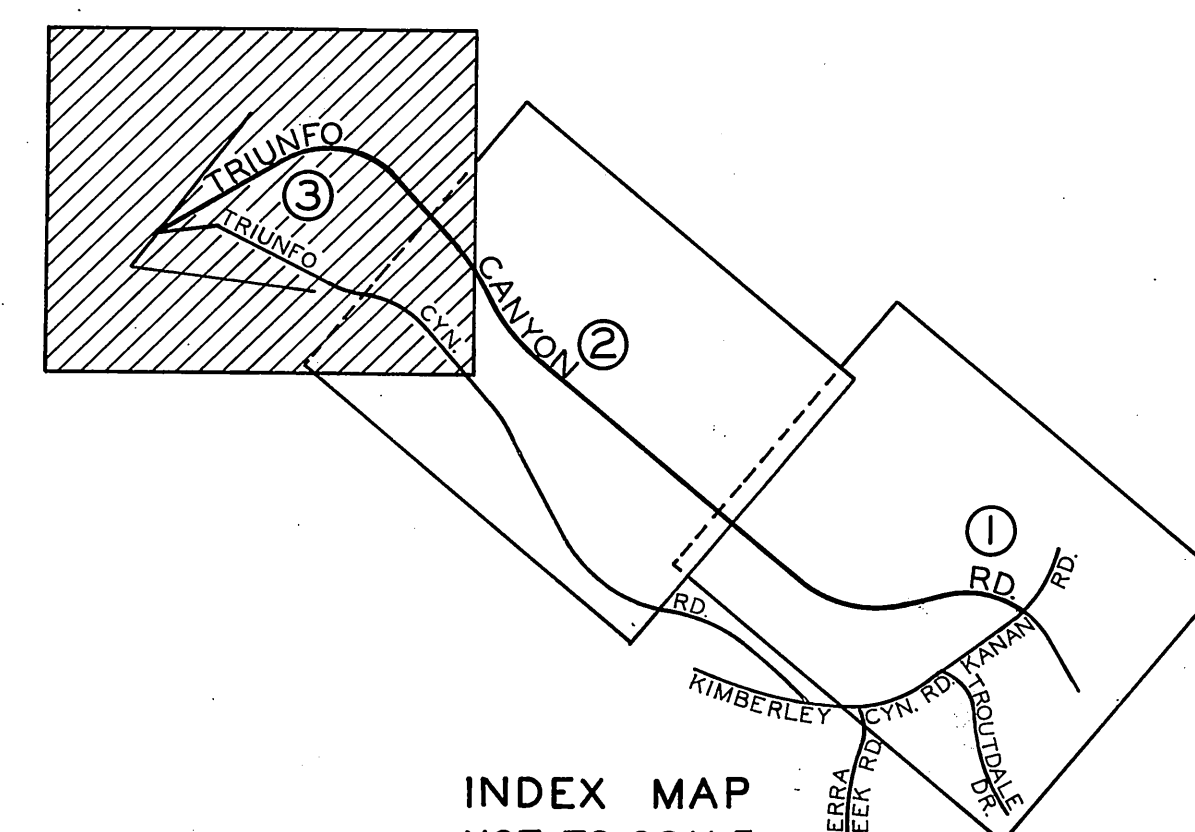 TRIUNFO
③
TRIUNFO
CYN.
CANYON
②
①
RD.
RD.
RD.
KANAN
KIMBERLEY
CYN. RD.
TROUTDALE
DR.
RD.
INDEX MAP